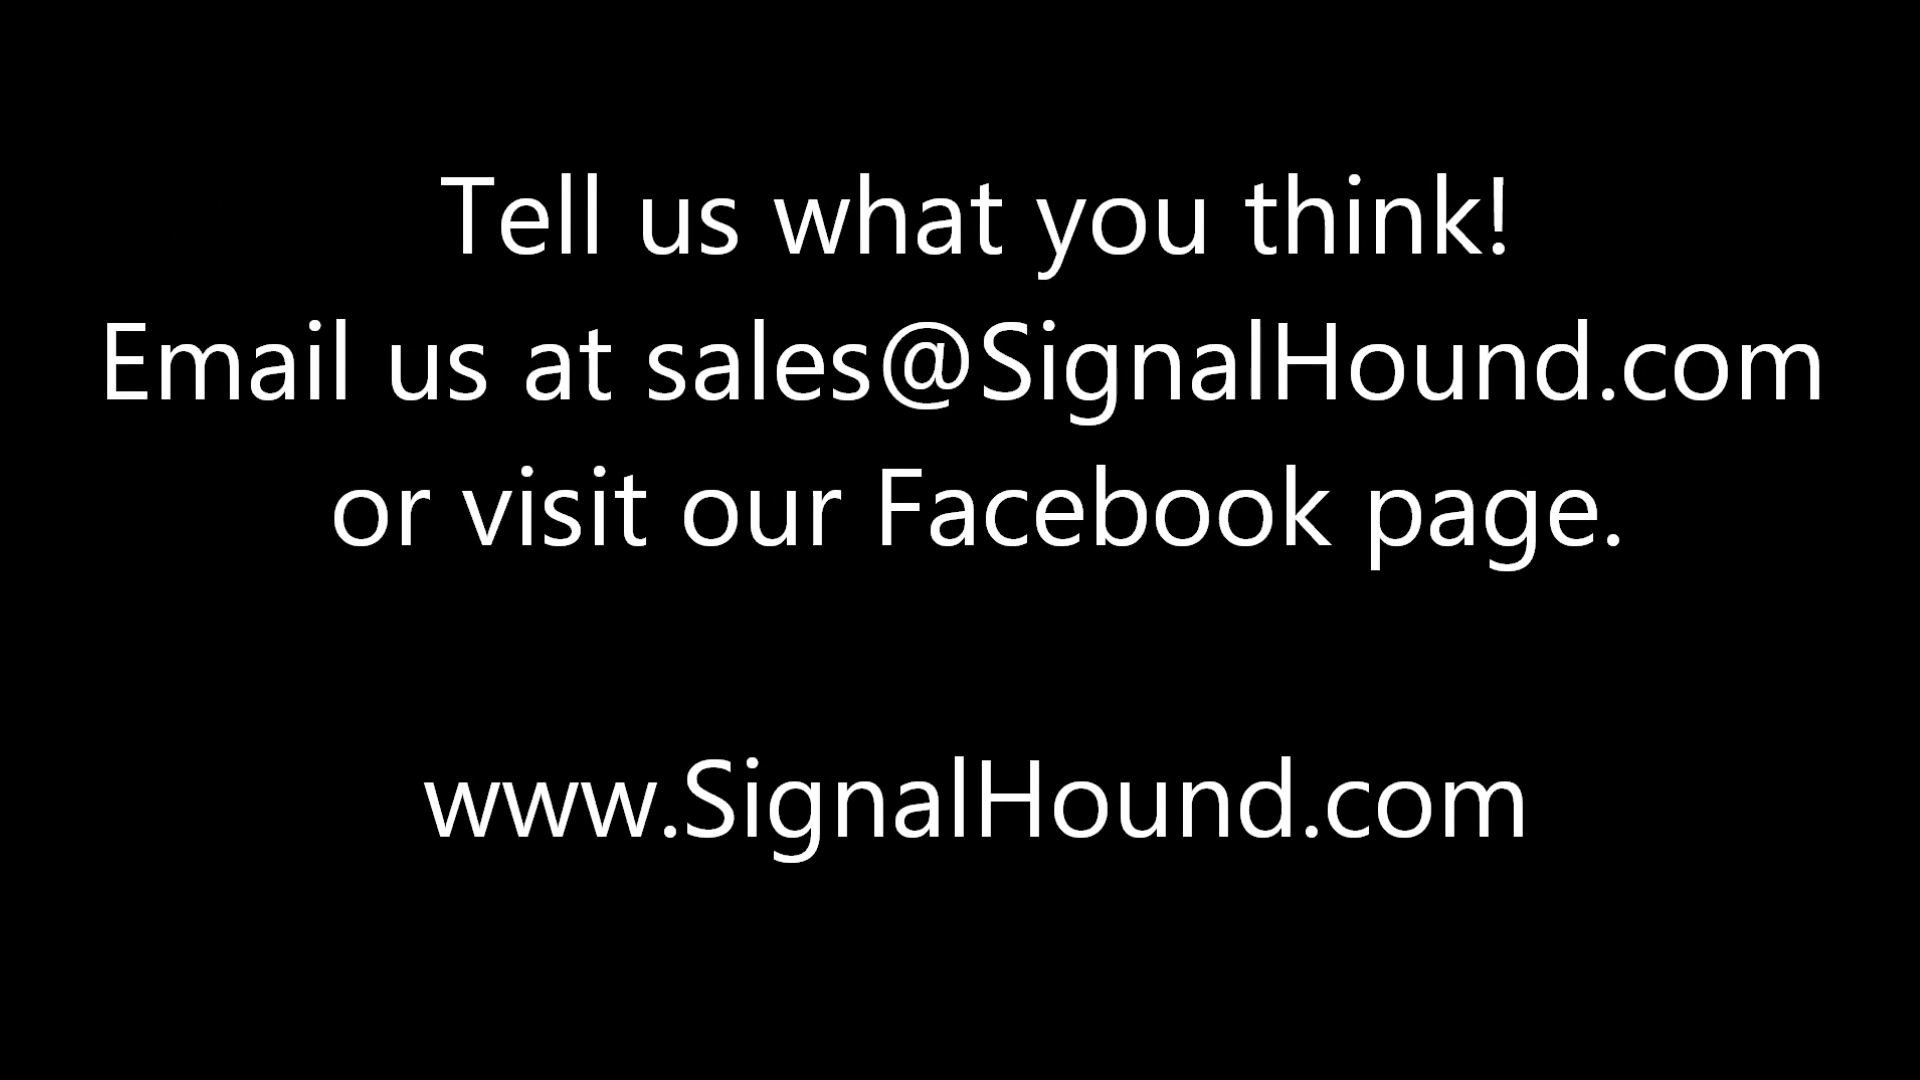 Tell us what you think!
Email us at sales@SignalHound.com
or visit our Facebook page.
www.SignalHound.com